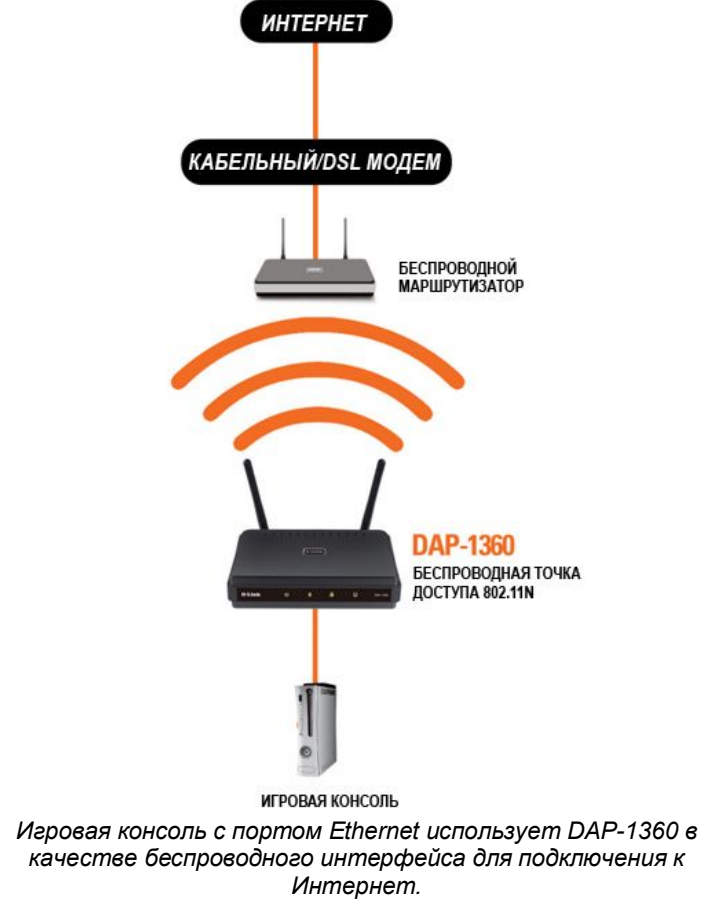 ИНТЕРНЕТ
КАБЕЛЬНЫЙ/DSL МОДЕМ
БЕСПРОВОДНОЙ
МАРШРУТИЗАТОР
DAP-1360
БЕСПРОВОДНАЯ ТОЧКА
ДОСТУПА 802.11N
D-Link
ИГРОВАЯ КОНСОЛЬ
Игровая консоль с портом Ethernet использует DAP-1360 в
качестве беспроводного интерфейса для подключения к
Интернет.